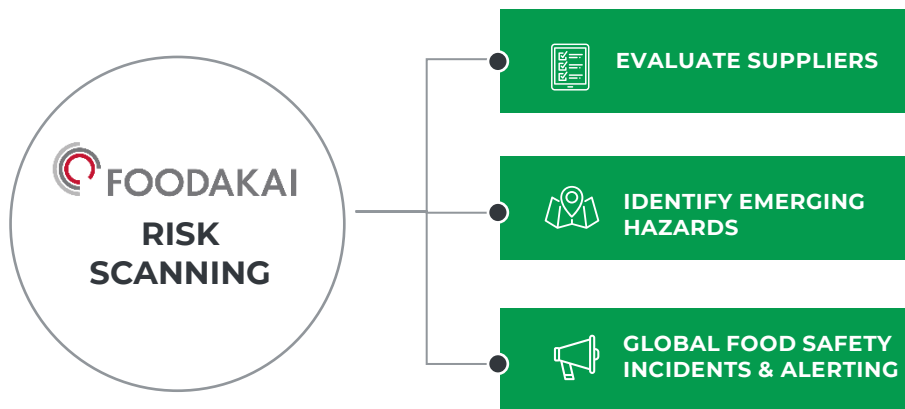 FOODAKAI
RISK
SCANNING
EVALUATE SUPPLIERS
IDENTIFY EMERGING
HAZARDS
GLOBAL FOOD SAFETY
INCIDENTS & ALERTING